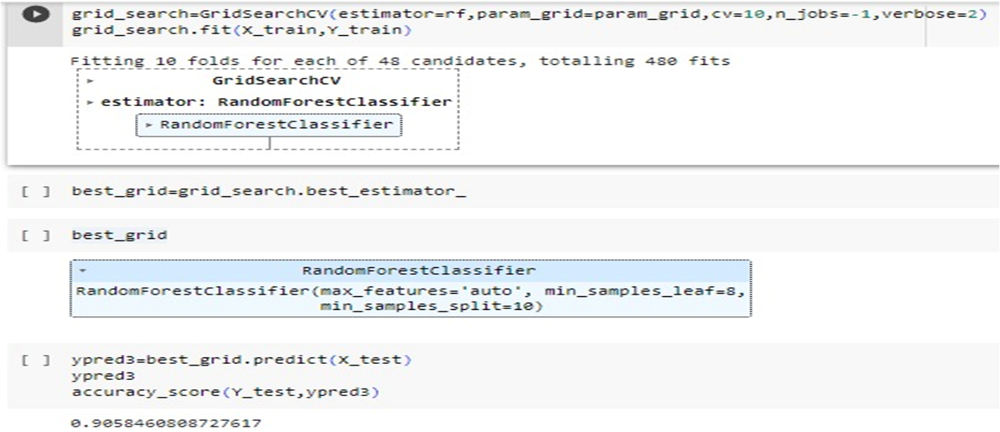 grid_search=GridSearchCV(estimator=rf,param_grid=param_grid,cv=10,n_jobs=-1,verbose=2)
grid_search.fit(X_train,Y_train)
Fitting 10 folds for each of 48 candidates, totalling 480 fits
▸ GridSearchCV
▸ estimator: RandomForestClassifier
▸ RandomForestClassifier
[ ] best_grid=grid_search.best_estimator_
[ ] best_grid
▾ RandomForestClassifier
RandomForestClassifier(max_features='auto', min_samples_leaf=8,
min_samples_split=10)
[ ] ypred3=best_grid.predict(X_test)
ypred3
accuracy_score(Y_test,ypred3)
0.9058460808727617